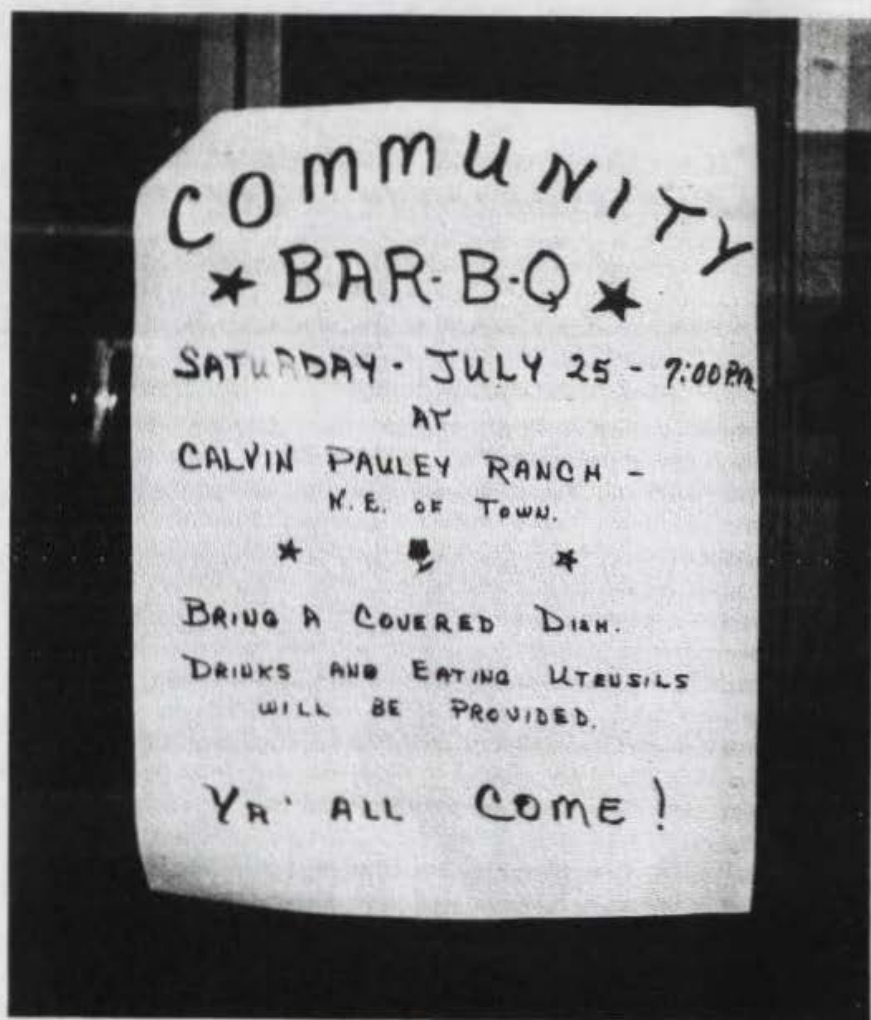 COMMUNITY
★ BAR-B-Q ★
SATURDAY - JULY 25 - 7:00 P.M.
AT
CALVIN PAULEY RANCH -
N.E. OF TOWN.
BRING A COVERED DISH.
DRINKS AND EATING UTENSILS
WILL BE PROVIDED.
YA' ALL COME!